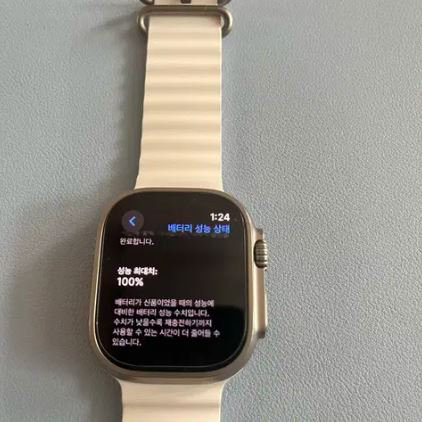 1:24
배터리 성능 상태
완료합니다.
성능 최대치:
100%
배터리가 신품이었을 때의 성능에
대비한 배터리 성능 수치입니다.
수치가 낮을수록 재충전하기까지
사용할 수 있는 시간이 더 줄어들 수
있습니다.